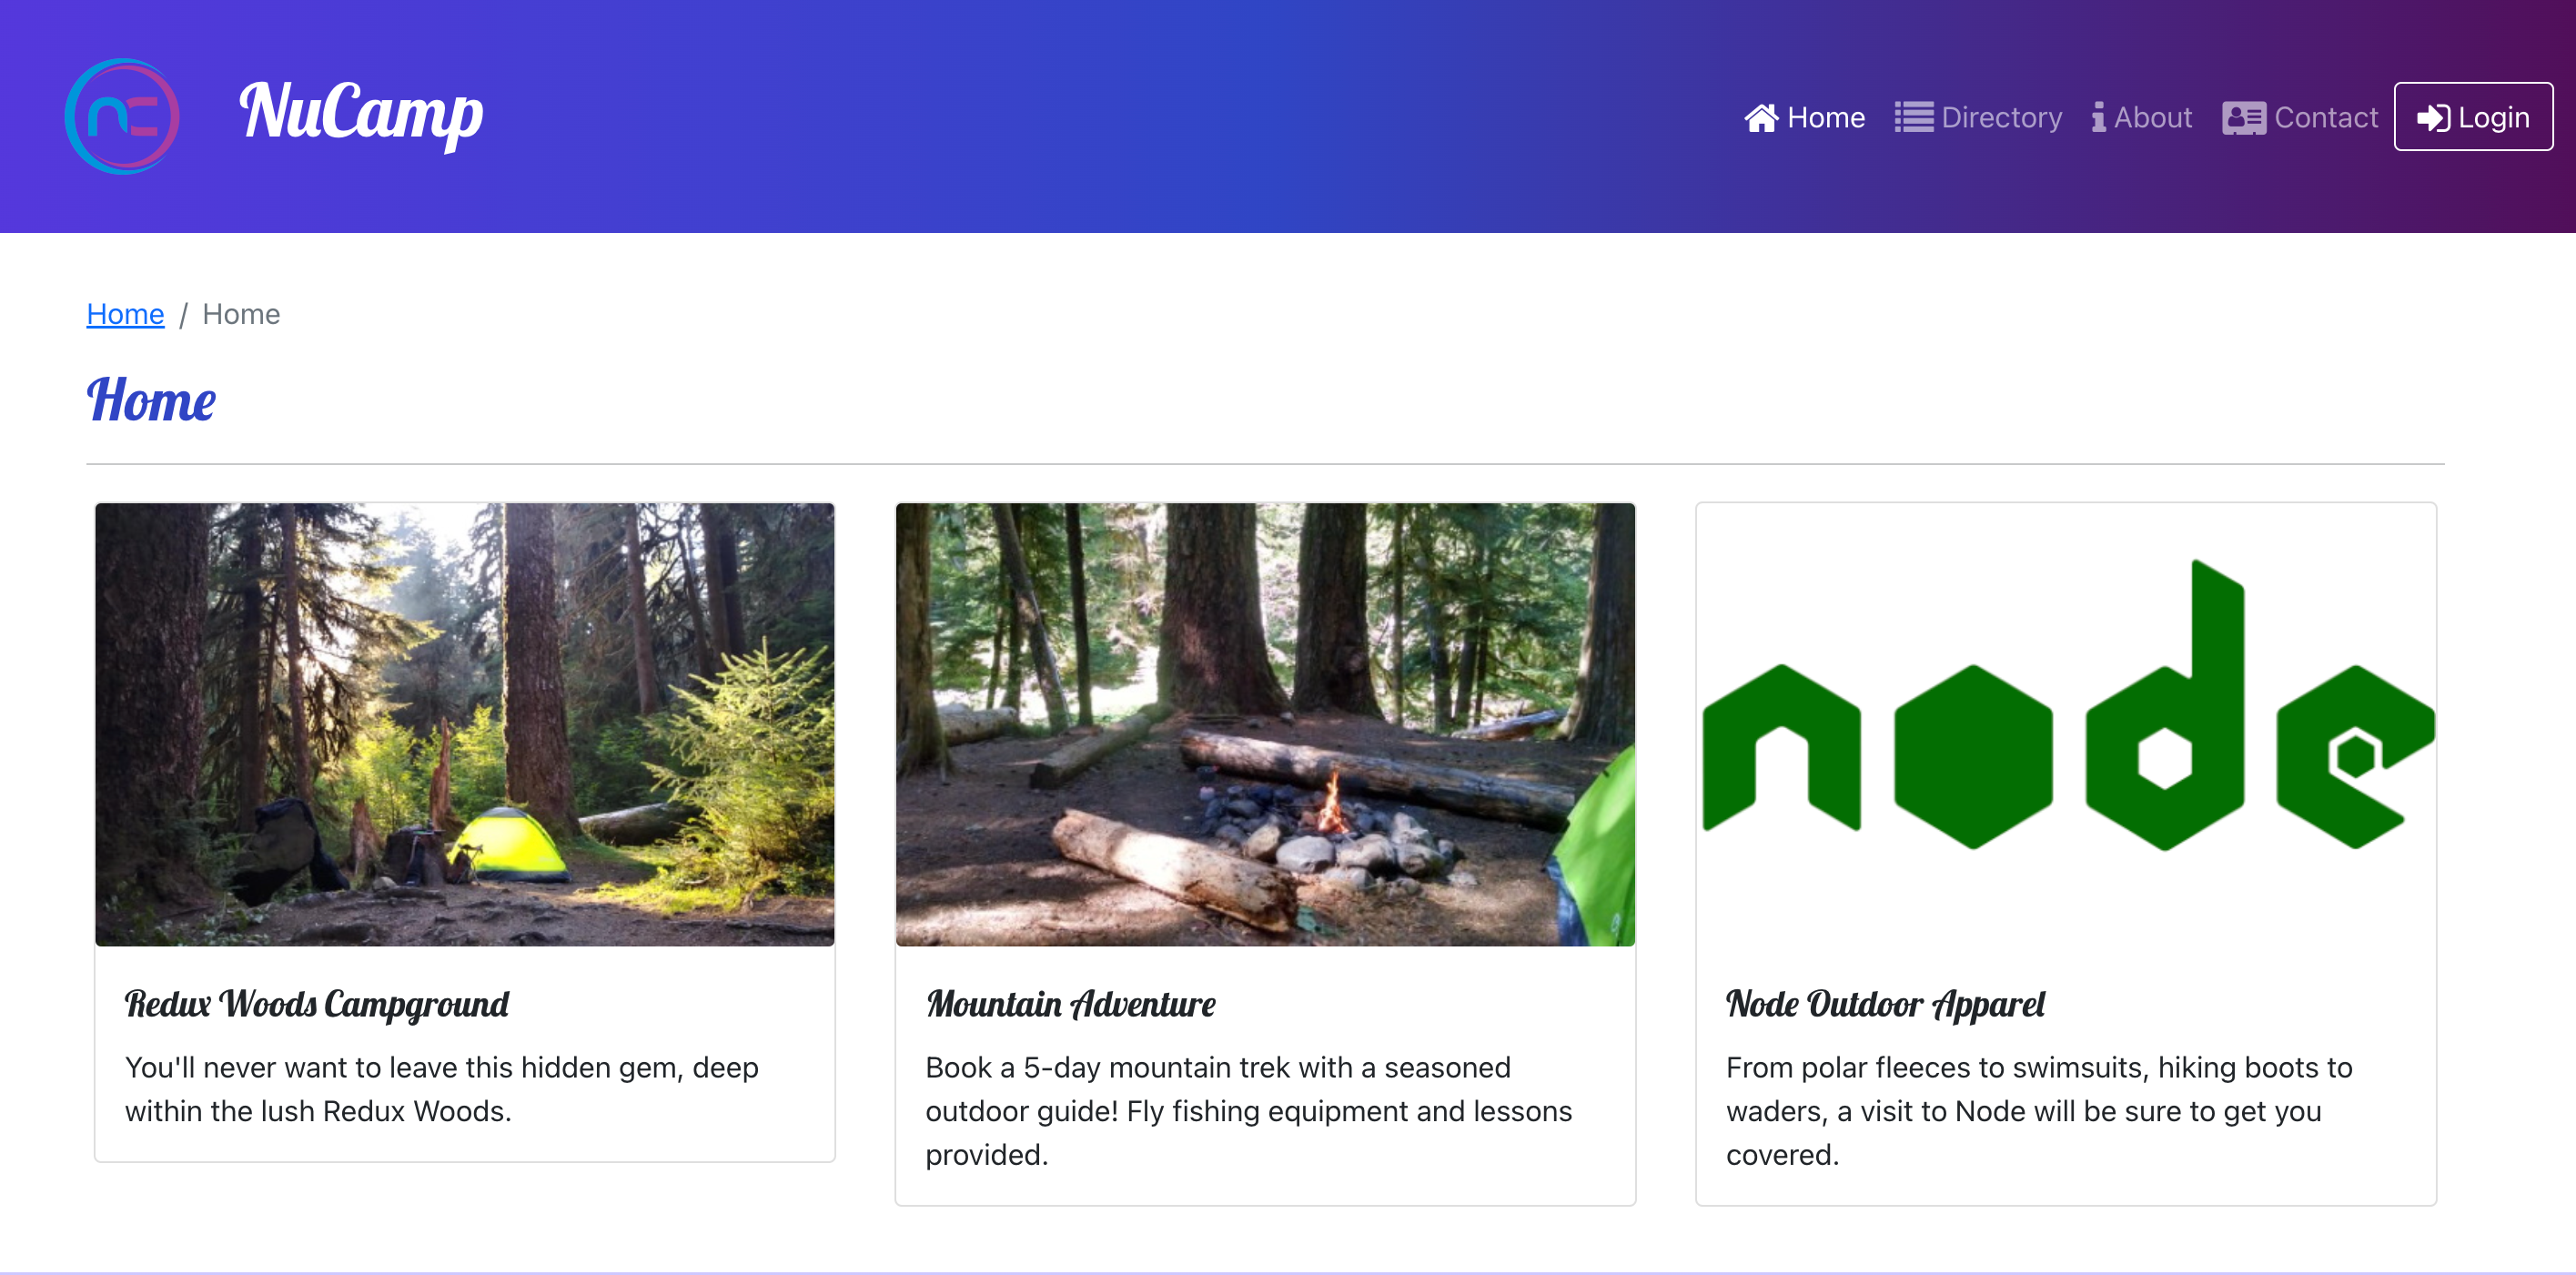 nc
NuCamp
Home
Directory
About
Contact
Login
Home / Home
Home
node
Redux Woods Campground
You'll never want to leave this hidden gem, deep
within the lush Redux Woods.
Mountain Adventure
Book a 5-day mountain trek with a seasoned
outdoor guide! Fly fishing equipment and lessons
provided.
Node Outdoor Apparel
From polar fleeces to swimsuits, hiking boots to
waders, a visit to Node will be sure to get you
covered.